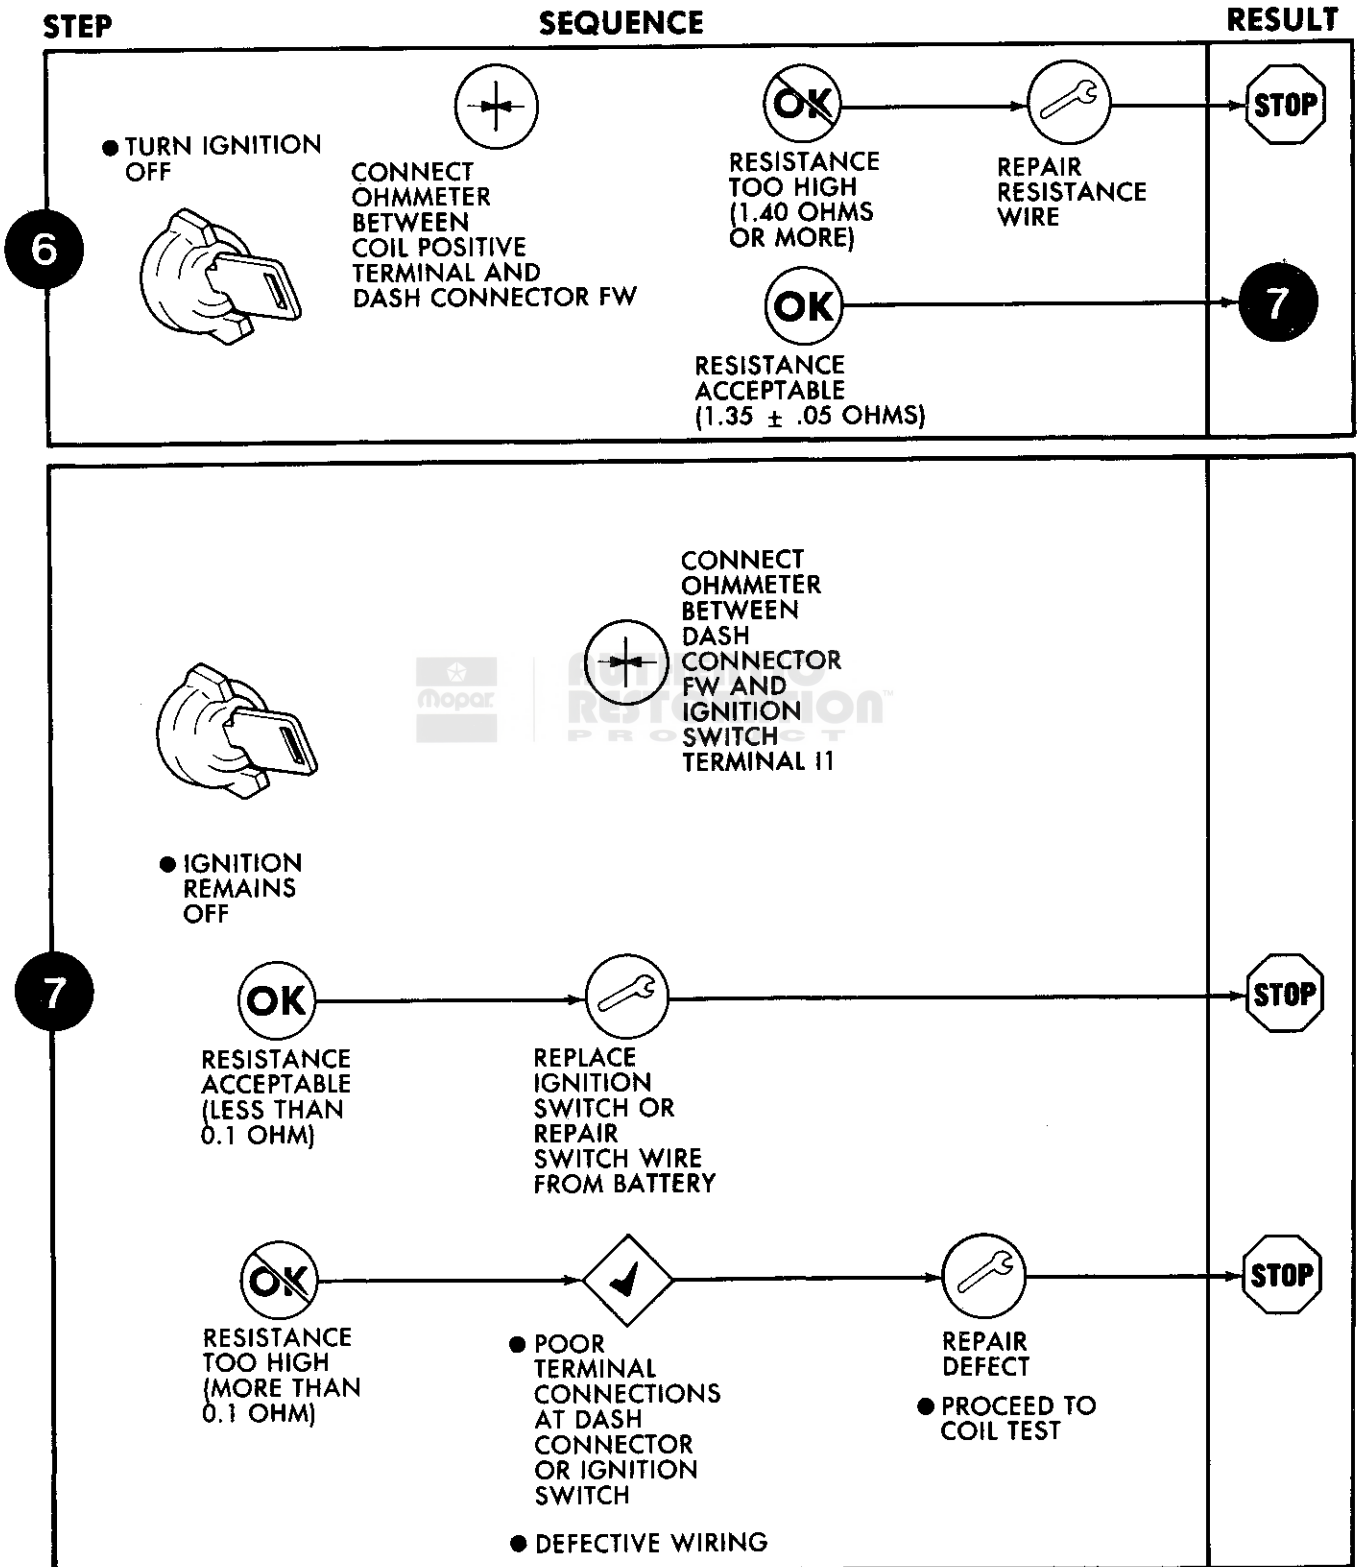 STEP SEQUENCE RESULT
6
● TURN IGNITION
OFF
CONNECT
OHMMETER
BETWEEN
COIL POSITIVE
TERMINAL AND
DASH CONNECTOR FW
OK
RESISTANCE
TOO HIGH
(1.40 OHMS
OR MORE)
REPAIR
RESISTANCE
WIRE
STOP
OK
RESISTANCE
ACCEPTABLE
(1.35 ± .05 OHMS)
7
7
● IGNITION
REMAINS
OFF
CONNECT
OHMMETER
BETWEEN
DASH
CONNECTOR
FW AND
IGNITION
SWITCH
TERMINAL I1
Mopar
RESTORATION™
PRODUCT
OK
RESISTANCE
ACCEPTABLE
(LESS THAN
0.1 OHM)
REPLACE
IGNITION
SWITCH OR
REPAIR
SWITCH WIRE
FROM BATTERY
STOP
OK
RESISTANCE
TOO HIGH
(MORE THAN
0.1 OHM)
● POOR
TERMINAL
CONNECTIONS
AT DASH
CONNECTOR
OR IGNITION
SWITCH
● DEFECTIVE WIRING
REPAIR
DEFECT
● PROCEED TO
COIL TEST
STOP